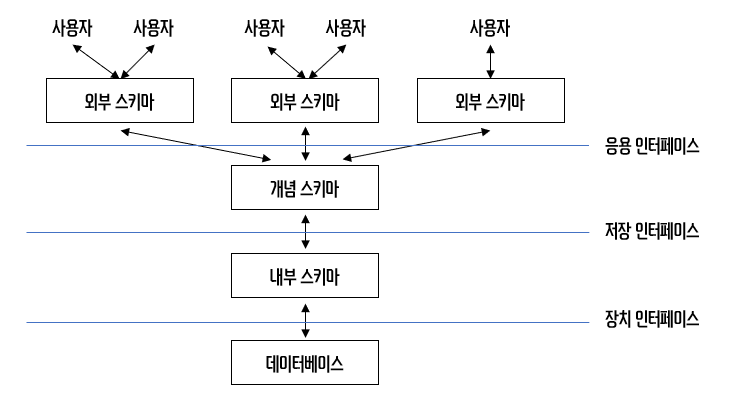 사용자 사용자 사용자 사용자 사용자
외부 스키마 외부 스키마 외부 스키마
응용 인터페이스
개념 스키마
저장 인터페이스
내부 스키마
장치 인터페이스
데이터베이스